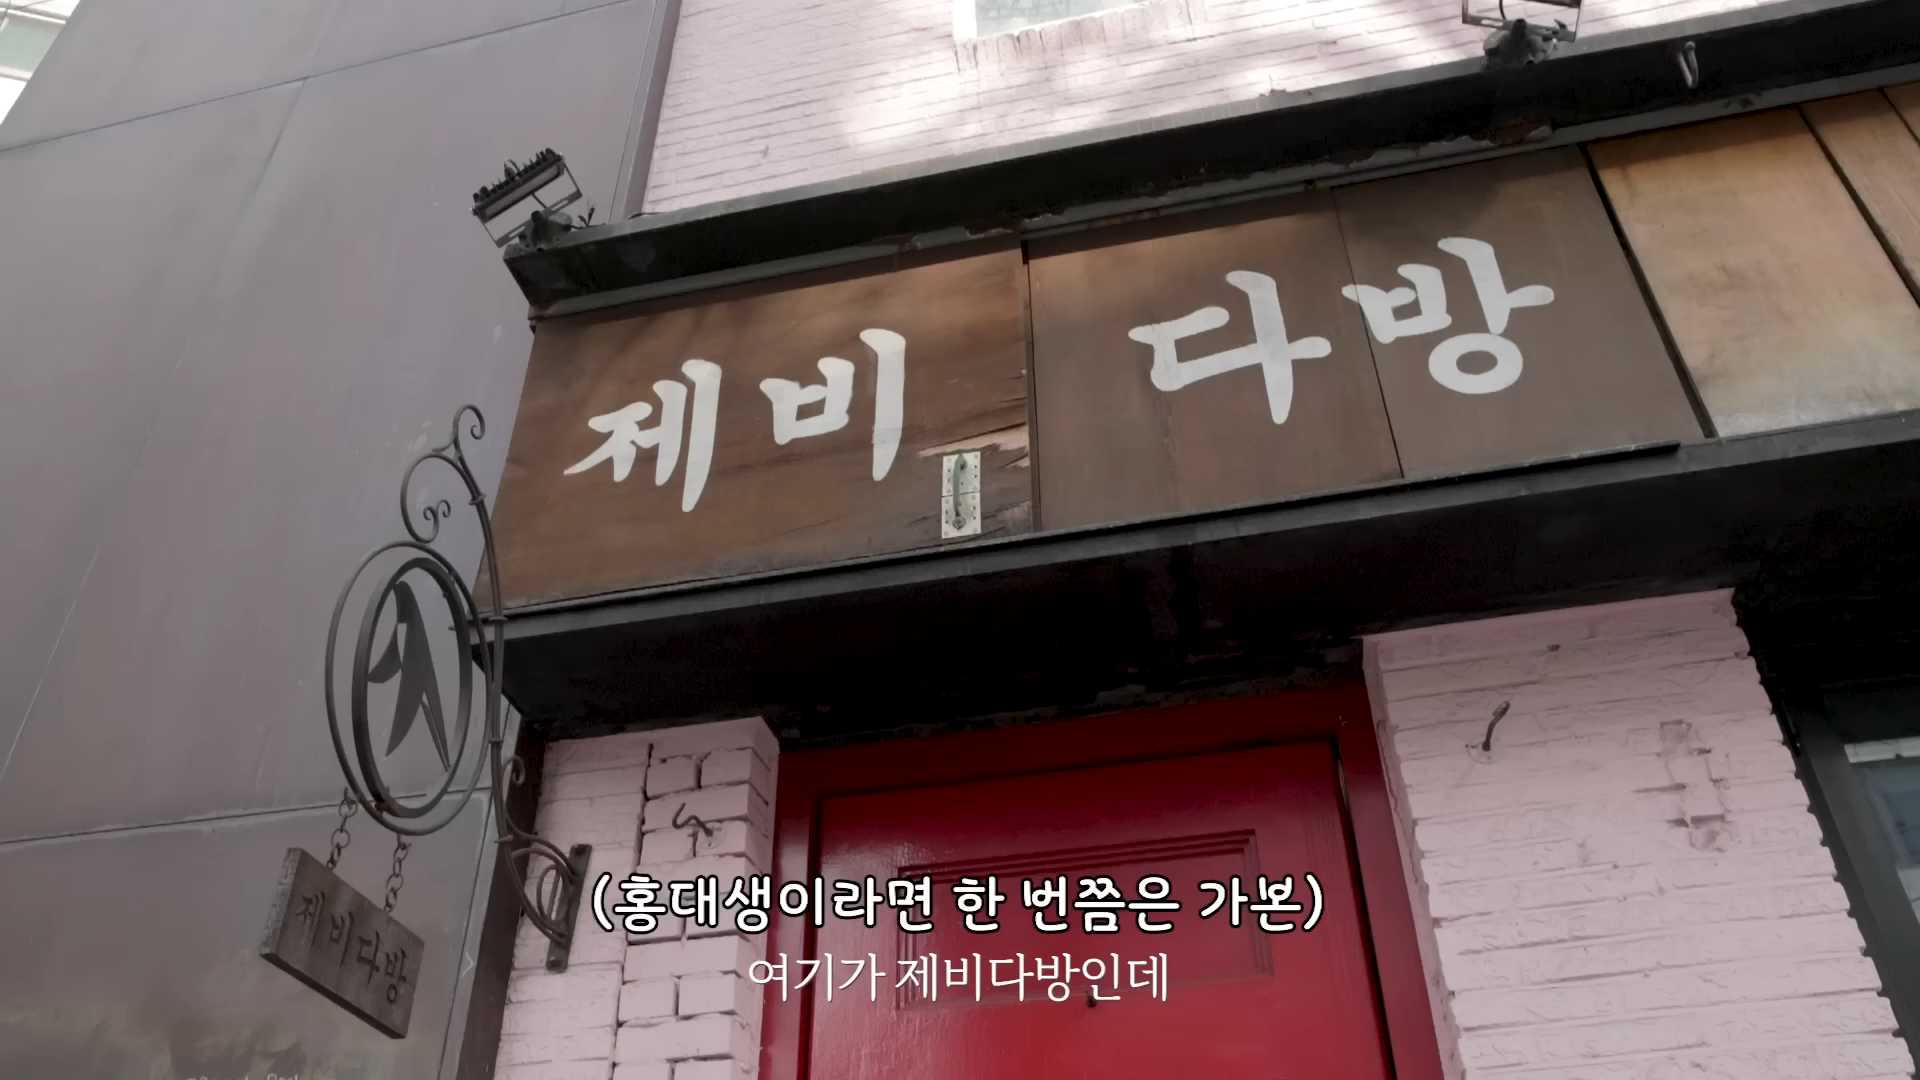 제비 다방
제비다방
(홍대생이라면 한 번쯤은 가본)
여기가 제비다방인데